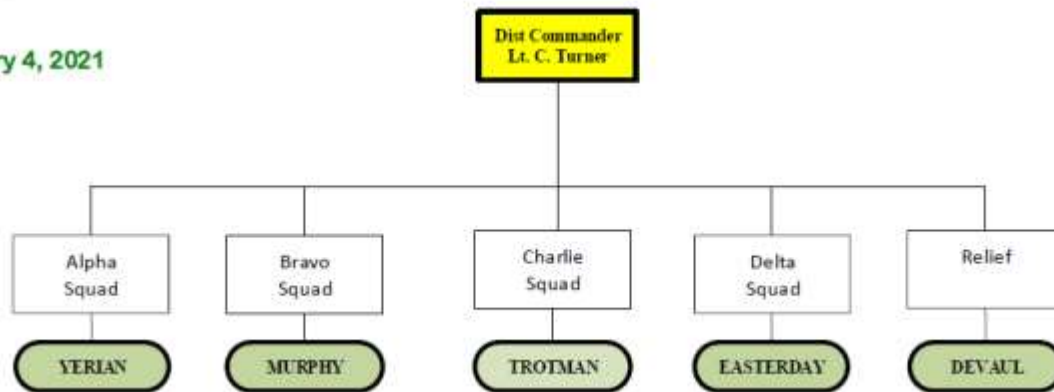 ry 4, 2021
Dist Commander
Lt. C. Turner
Alpha
Squad
Bravo
Squad
Charlie
Squad
Delta
Squad
Relief
YERIAN
MURPHY
TROTMAN
EASTERDAY
DEVAUL